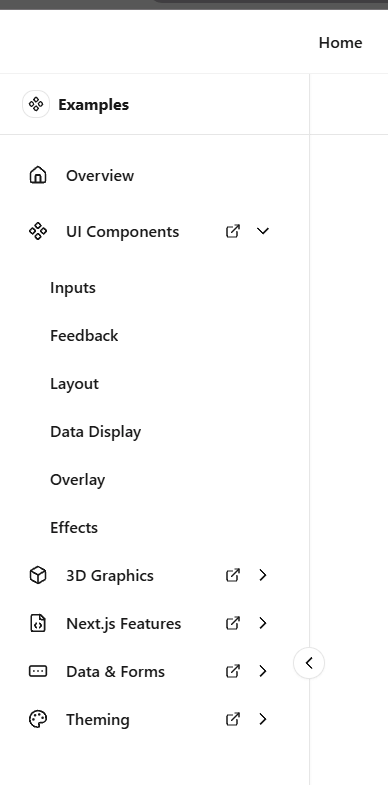 Home
Examples
Overview
UI Components
Inputs
Feedback
Layout
Data Display
Overlay
Effects
3D Graphics
Next.js Features
Data & Forms
Theming